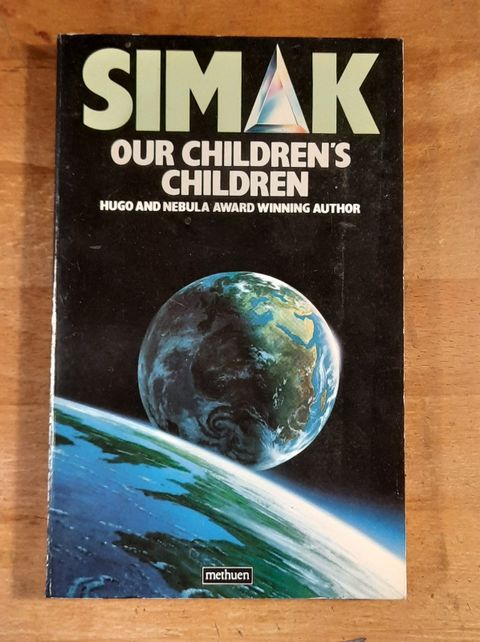 SIMAK
OUR CHILDREN'S
CHILDREN
HUGO AND NEBULA AWARD WINNING AUTHOR
methuen